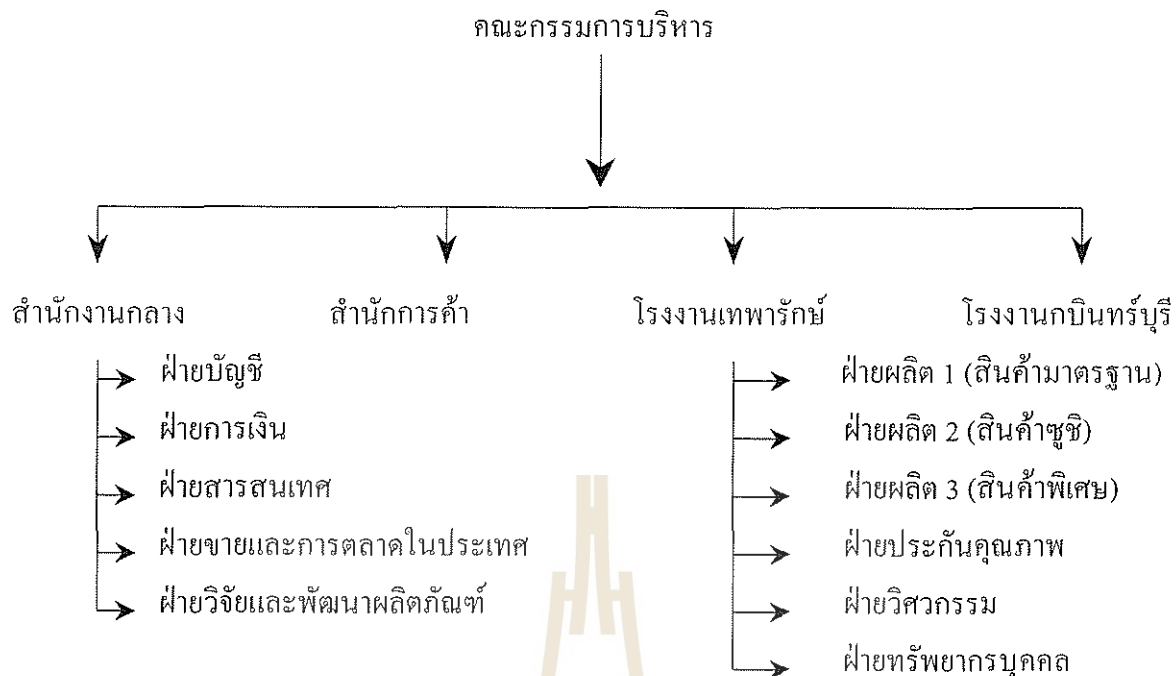 คณะกรรมการบริหาร
สำนักงานกลาง
ฝ่ายบัญชี
ฝ่ายการเงิน
ฝ่ายสารสนเทศ
ฝ่ายขายและการตลาดในประเทศ
ฝ่ายวิจัยและพัฒนาผลิตภัณฑ์
สำนักการค้า
โรงงานเทพารักษ์
ฝ่ายผลิต 1 (สินค้ามาตรฐาน)
ฝ่ายผลิต 2 (สินค้าซูชิ)
ฝ่ายผลิต 3 (สินค้าพิเศษ)
ฝ่ายประกันคุณภาพ
ฝ่ายวิศวกรรม
ฝ่ายทรัพยากรบุคคล
โรงงานกบินทร์บุรี